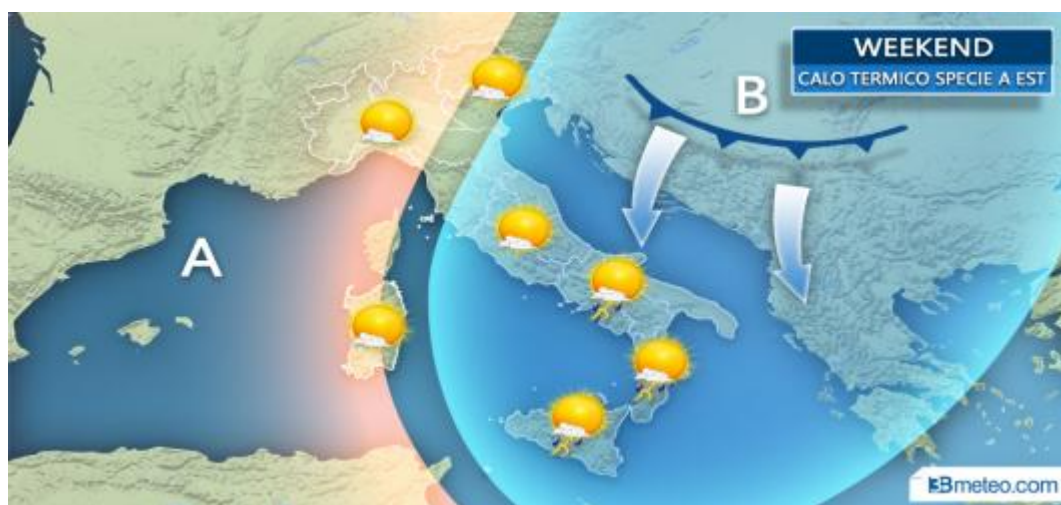 WEEKEND
CALO TERMICO SPECIE A EST
B
A
3Bmeteo.com